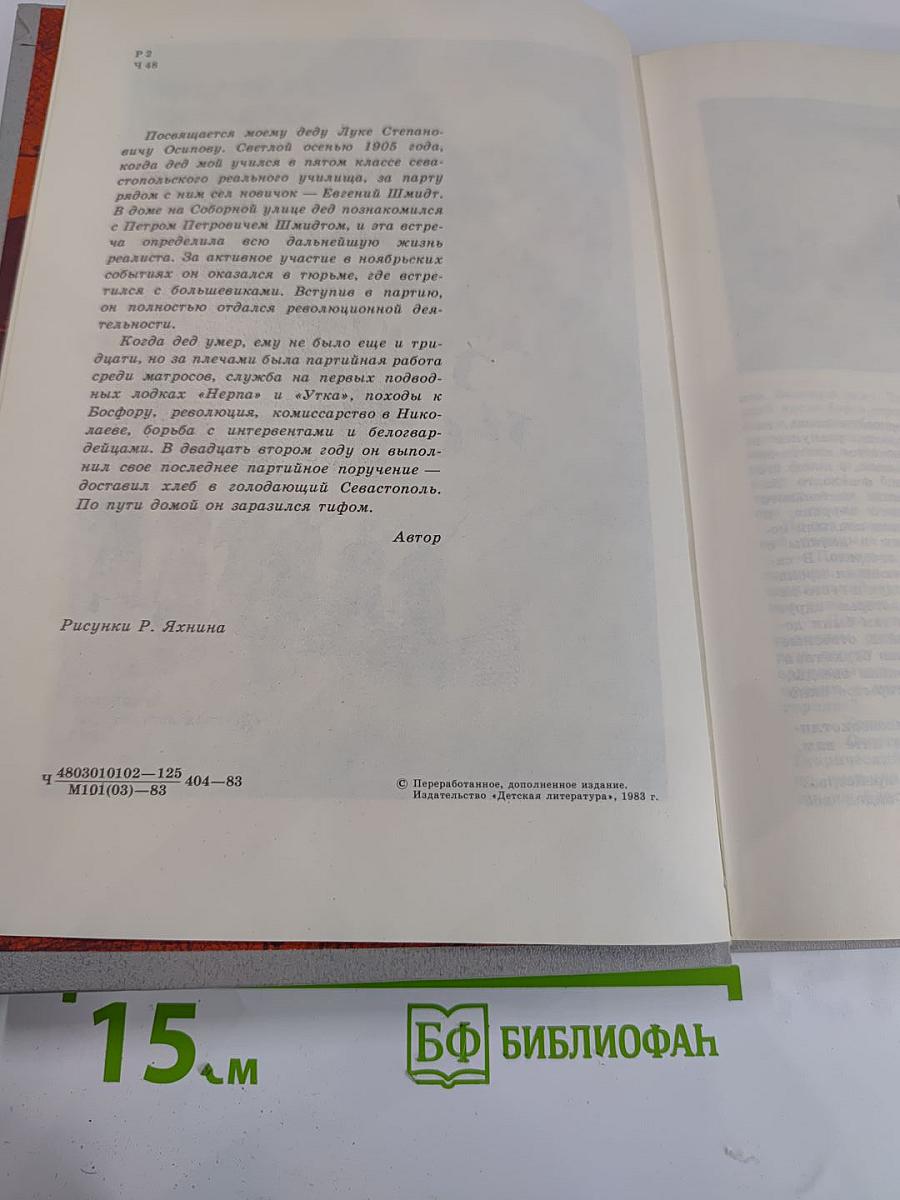 Р 2
Ч 48
Посвящается моему деду Луке Степано-
вичу Осипову. Светлой осенью 1905 года,
когда дед мой учился в пятом классе сева-
стопольского реального училища, за парту
рядом с ним сел новичок — Евгений Шмидт.
В доме на Соборной улице дед познакомился
с Петром Петровичем Шмидтом, и эта встре-
ча определила всю дальнейшую жизнь
реалиста. За активное участие в ноябрьских
событиях он оказался в тюрьме, где встре-
тился с большевиками. Вступив в партию,
он полностью отдался революционной дея-
тельности.
Когда дед умер, ему не было еще и три-
дцати, но за плечами была партийная работа
среди матросов, служба на первых подвод-
ных лодках «Нерпа» и «Утка», походы к
Босфору, революция, комиссарство в Нико-
лаеве, борьба с интервентами и белогвар-
дейцами. В двадцать втором году он выпол-
нил свое последнее партийное поручение —
доставил хлеб в голодающий Севастополь.
По пути домой он заразился тифом.
Автор
Рисунки Р. Яхнина
Ч 4803010102—125 404—83
М101(03)—83
© Переработанное, дополненное издание.
Издательство «Детская литература», 1983 г.
15 см
БФ БИБЛИОФАН